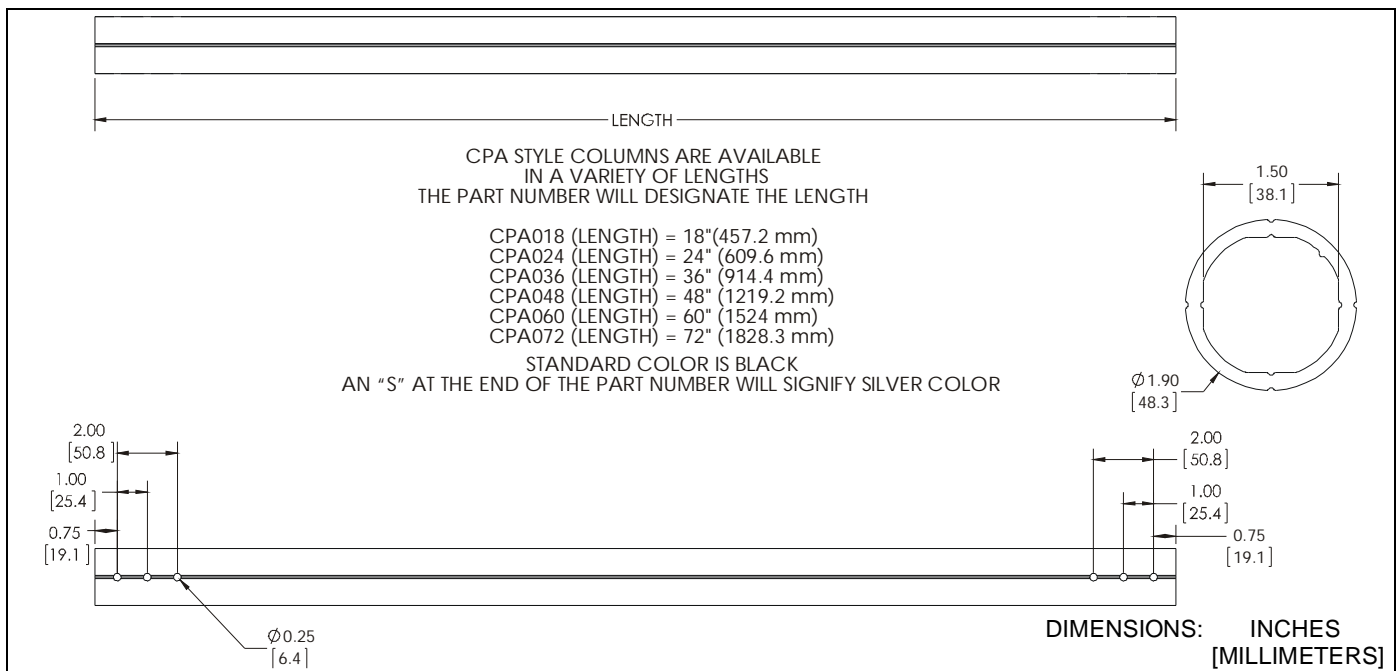 LENGTH
CPA STYLE COLUMNS ARE AVAILABLE
IN A VARIETY OF LENGTHS
THE PART NUMBER WILL DESIGNATE THE LENGTH
CPA018 (LENGTH) = 18"(457.2 mm)
CPA024 (LENGTH) = 24" (609.6 mm)
CPA036 (LENGTH) = 36" (914.4 mm)
CPA048 (LENGTH) = 48" (1219.2 mm)
CPA060 (LENGTH) = 60" (1524 mm)
CPA072 (LENGTH) = 72" (1828.3 mm)
STANDARD COLOR IS BLACK
AN “S” AT THE END OF THE PART NUMBER WILL SIGNIFY SILVER COLOR
1.50
[38.1]
Ø1.90
[48.3]
2.00
[50.8]
1.00
[25.4]
0.75
[19.1]
Ø0.25
[6.4]
2.00
[50.8]
1.00
[25.4]
0.75
[19.1]
DIMENSIONS: INCHES
[MILLIMETERS]